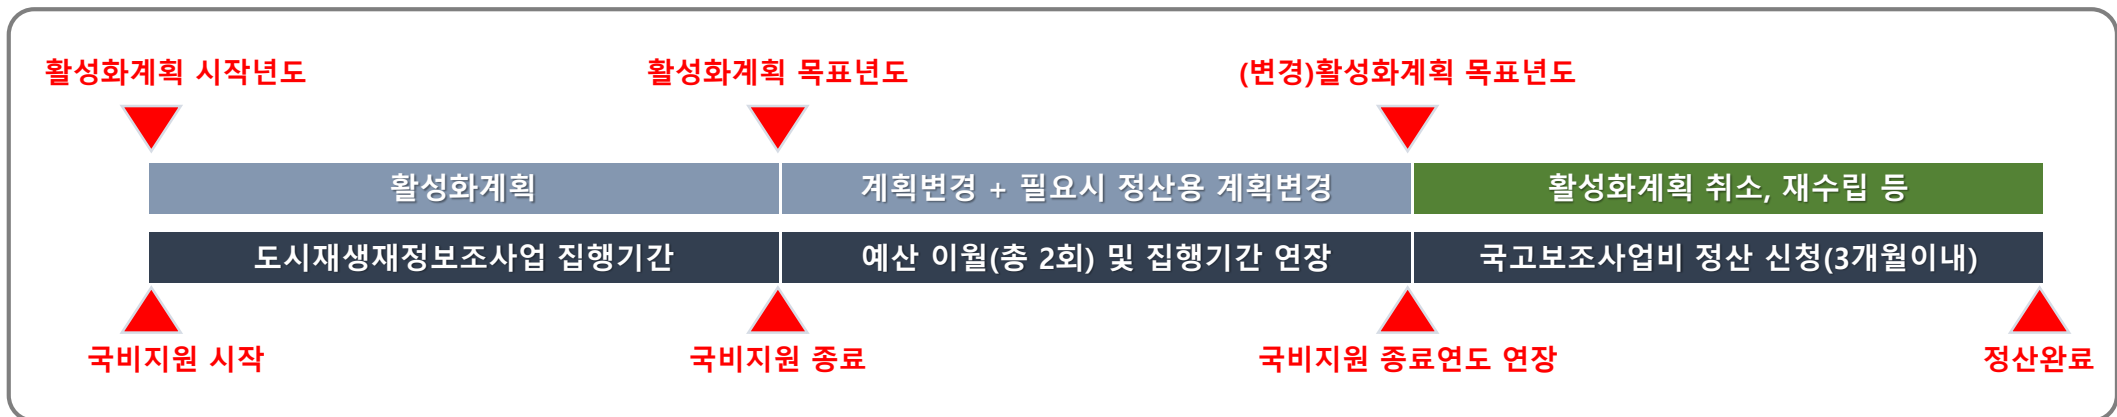 활성화계획 시작년도
활성화계획 목표년도
(변경)활성화계획 목표년도
활성화계획
계획변경 + 필요시 정산용 계획변경
활성화계획 취소, 재수립 등
도시재생재정보조사업 집행기간
예산 이월(총 2회) 및 집행기간 연장
국고보조사업비 정산 신청(3개월이내)
국비지원 시작
국비지원 종료
국비지원 종료연도 연장
정산완료